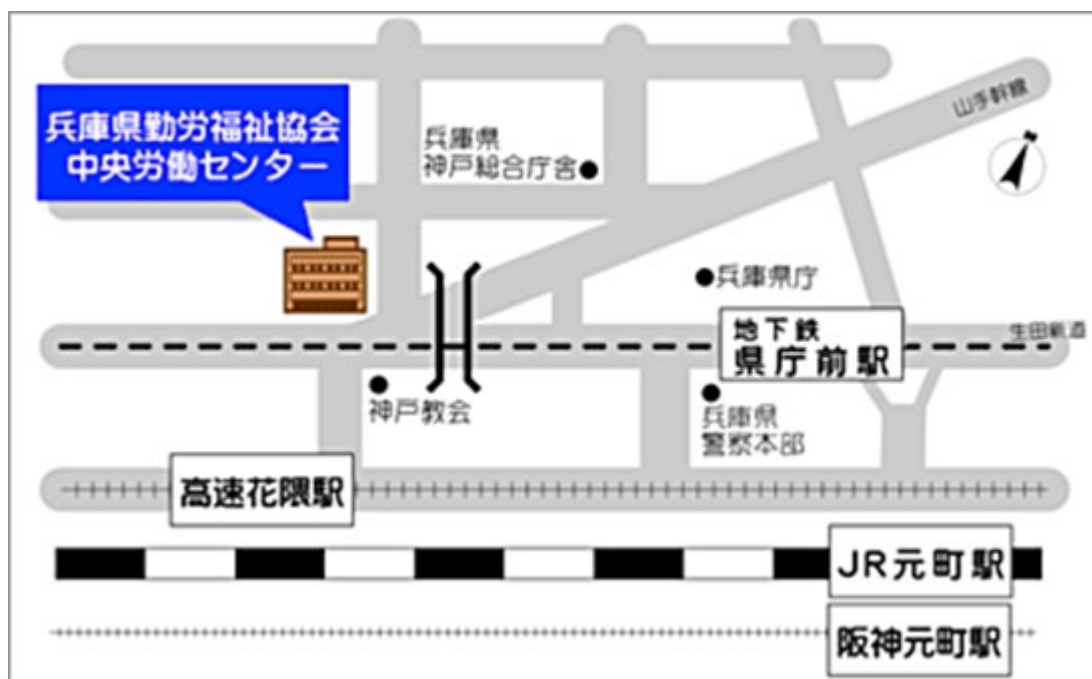 兵庫県勤労福祉協会
中央労働センター
兵庫県
神戸総合庁舎
山手幹線
兵庫県庁
地下鉄
県庁前駅
生田新道
神戸教会
兵庫県
警察本部
高速花隈駅
JR元町駅
阪神元町駅